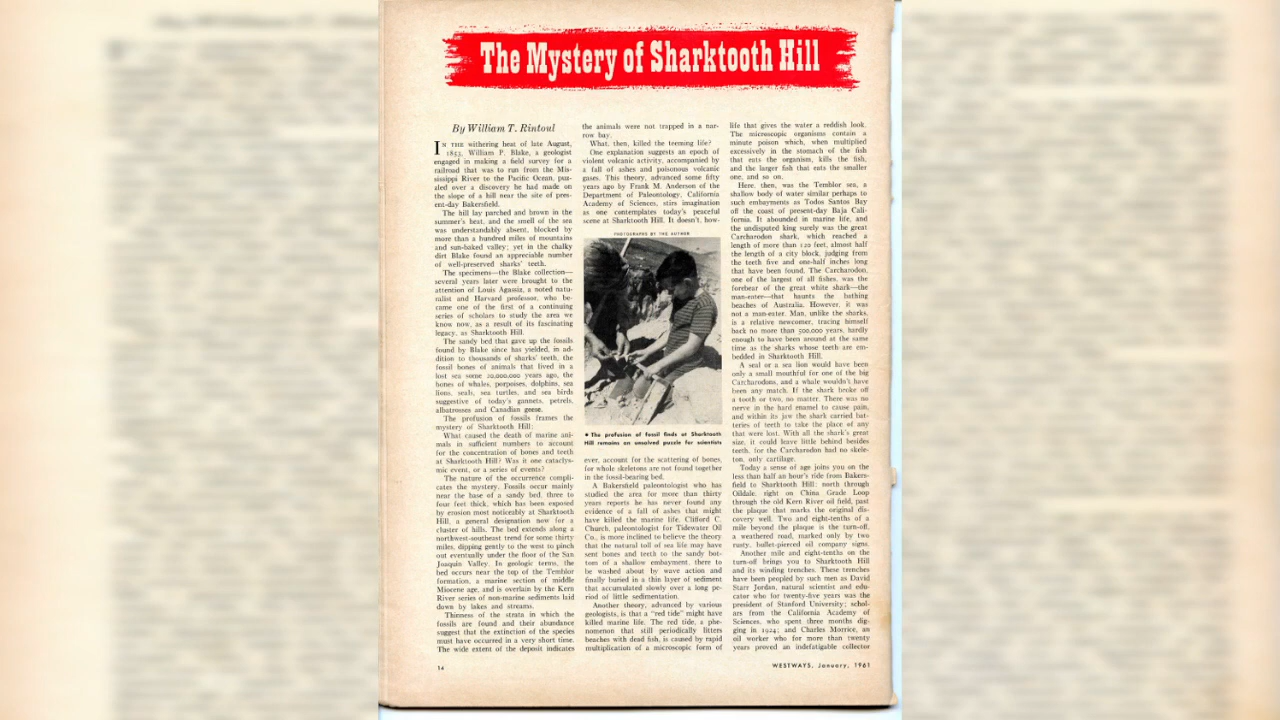 The Mystery of Sharktooth Hill
By William T. Rintoul
IN THE withering heat of late August,
1853, William P. Blake, a geologist
engaged in making a field survey for a
railroad that was to run from the Mis-
sissippi River to the Pacific Ocean, puz-
zled over a discovery he had made on
the slope of a hill near the site of pres-
ent-day Bakersfield.
The hill lay parched and brown in the
summer's heat, and the smell of the sea
was understandably absent, blocked by
more than a hundred miles of mountains
and sun-baked valley; yet in the chalky
dirt Blake found an appreciable number
of well-preserved sharks' teeth.
The specimens—the Blake collection—
several years later were brought to the
attention of Louis Agassiz, a noted natu-
ralist and Harvard professor, who be-
came one of the first of a continuing
series of scholars to study the area we
know now, as a result of its fascinating
legacy, as Sharktooth Hill.
The sandy bed that gave up the fossils
found by Blake since has yielded, in ad-
dition to thousands of sharks' teeth, the
fossil bones of animals that lived in a
lost sea some 20,000,000 years ago, the
bones of whales, porpoises, dolphins, sea
lions, seals, sea turtles, and sea birds
suggestive of today's gannets, petrels,
albatrosses and Canadian geese.
The profusion of fossils frames the
mystery of Sharktooth Hill:
What caused the death of marine ani-
mals in sufficient numbers to account
for the concentration of bones and teeth
at Sharktooth Hill? Was it one cataclys-
mic event, or a series of events?
The nature of the occurrence compli-
cates the mystery. Fossils occur mainly
near the base of a sandy bed, three to
four feet thick, which has been exposed
by erosion most noticeably at Sharktooth
Hill, a general designation now for a
cluster of hills. The bed extends along a
northwest-southeast trend for some thirty
miles, dipping gently to the west to pinch
out eventually under the floor of the San
Joaquin Valley. In geologic terms, the
bed occurs near the top of the Temblor
formation, a marine section of middle
Miocene age, and is overlain by the Kern
River series of non-marine sediments laid
down by lakes and streams.
Thinness of the strata in which the
fossils are found and their abundance
suggest that the extinction of the species
must have occurred in a very short time.
The wide extent of the deposit indicates
the animals were not trapped in a nar-
row bay.
What, then, killed the teeming life?
One explanation suggests an epoch of
violent volcanic activity, accompanied by
a fall of ashes and poisonous volcanic
gases. This theory, advanced some fifty
years ago by Frank M. Anderson of the
Department of Paleontology, California
Academy of Sciences, stirs imagination
as one contemplates today's peaceful
scene at Sharktooth Hill. It doesn't, how-
PHOTOGRAPHS BY THE AUTHOR
• The profusion of fossil finds at Sharktooth
Hill remains an unsolved puzzle for scientists
ever, account for the scattering of bones,
for whole skeletons are not found together
in the fossil-bearing bed.
A Bakersfield paleontologist who has
studied the area for more than thirty
years reports he has never found any
evidence of a fall of ashes that might
have killed the marine life. Clifford C.
Church, paleontologist for Tidewater Oil
Co., is more inclined to believe the theory
that the natural toll of sea life may have
sent bones and teeth to the sandy bot-
tom of a shallow embayment, there to
be washed about by wave action and
finally buried in a thin layer of sediment
that accumulated slowly over a long pe-
riod of little sedimentation.
Another theory, advanced by various
geologists, is that a "red tide" might have
killed marine life. The red tide, a phe-
nomenon that still periodically litters
beaches with dead fish, is caused by rapid
multiplication of a microscopic form of
life that gives the water a reddish look.
The microscopic organisms contain a
minute poison which, when multiplied
excessively in the stomach of the fish
that eats the organism, kills the fish,
and the larger fish that eats the smaller
one, and so on.
Here, then, was the Temblor sea, a
shallow body of water similar perhaps to
such embayments as Todos Santos Bay
off the coast of present-day Baja Cali-
fornia. It abounded in marine life, and
the undisputed king surely was the great
Carcharodon shark, which reached a
length of more than 120 feet, almost half
the length of a city block, judging from
the teeth five and one-half inches long
that have been found. The Carcharodon,
one of the largest of all fishes, was the
forebear of the great white shark—the
man-eater—that haunts the bathing
beaches of Australia. However, it was
not a man-eater. Man, unlike the sharks,
is a relative newcomer, tracing himself
back no more than 500,000 years, hardly
enough to have been around at the same
time as the sharks whose teeth are em-
bedded in Sharktooth Hill.
A seal or a sea lion would have been
only a small mouthful for one of the big
Carcharodons, and a whale wouldn't have
been any match. If the shark broke off
a tooth or two, no matter. There was no
nerve in the hard enamel to cause pain,
and within its jaw the shark carried bat-
teries of teeth to take the place of any
that were lost. With all the shark's great
size, it could leave little behind besides
teeth, for the Carcharodon had no skele-
ton, only cartilage.
Today a sense of age joins you on the
less than half an hour's ride from Bakers-
field to Sharktooth Hill: north through
Oildale, right on China Grade Loop
through the old Kern River oil field, past
the plaque that marks the original dis-
covery well. Two and eight-tenths of a
mile beyond the plaque is the turn-off,
a weathered road, marked only by two
rusty, bullet-pierced oil company signs.
Another mile and eight-tenths on the
turn-off brings you to Sharktooth Hill
and its winding trenches. These trenches
have been peopled by such men as David
Starr Jordan, natural scientist and edu-
cator who for twenty-five years was the
president of Stanford University; schol-
ars from the California Academy of
Sciences, who spent three months dig-
ging in 1924; and Charles Morrice, an
oil worker who for more than twenty
years proved an indefatigable collector
14
WESTWAYS, January, 1961